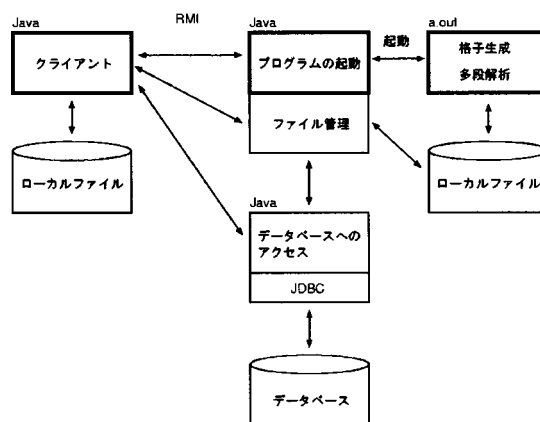 Java
RMI
Java
a.out
クライアント
プログラムの起動
起動
格子生成
多段解析
ファイル管理
ローカルファイル
ローカルファイル
Java
データベースへの
アクセス
JDBC
データベース